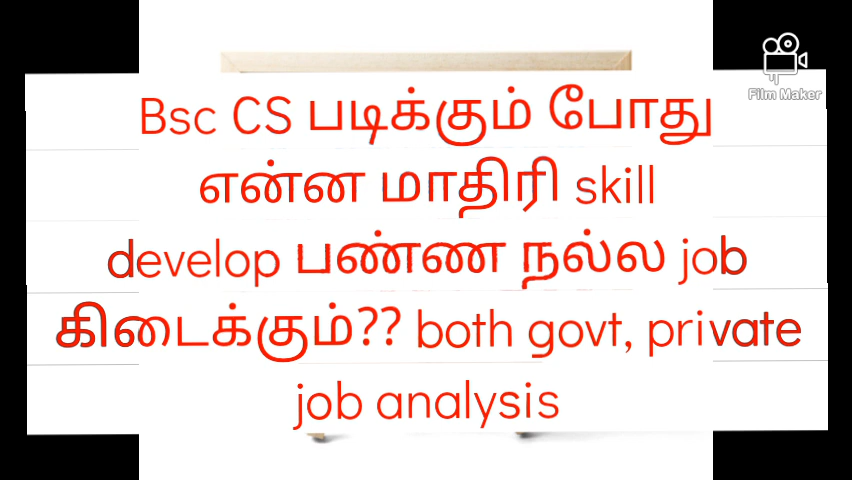 Film Maker
Bsc CS படிக்கும் போது
என்ன மாதிரி skill
develop பண்ண நல்ல job
கிடைக்கும்?? both govt, private
job analysis